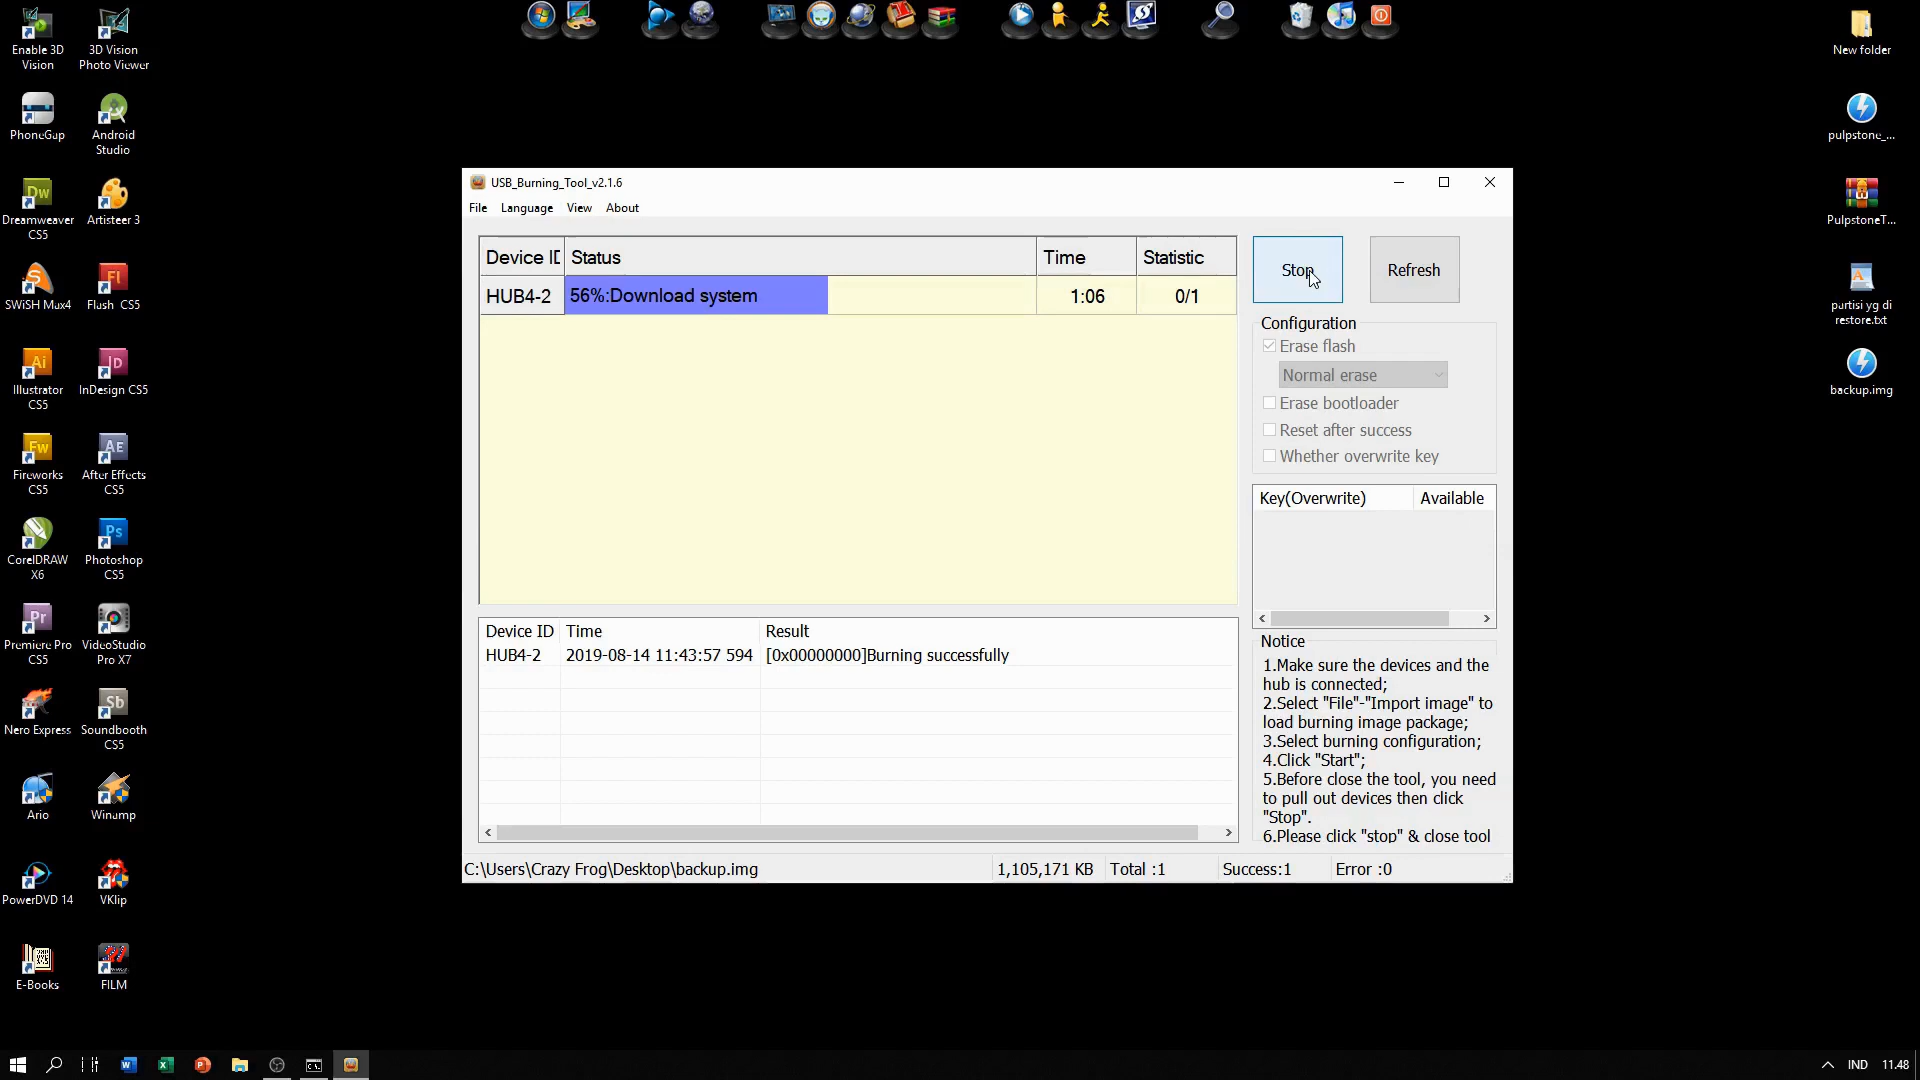 Enable 3D
Vision
3D Vision
Photo Viewer
PhoneGap
Android
Studio
Dreamweaver
CS5
Artisteer 3
SWiSH Max4
Flash CS5
Illustrator
CS5
InDesign CS5
Fireworks
CS5
After Effects
CS5
CorelDRAW
X6
Photoshop
CS5
Premiere Pro
CS5
VideoStudio
Pro X7
Nero Express
Soundbooth
CS5
Ario
Winamp
PowerDVD 14
VKlip
E-Books
FILM
USB_Burning_Tool_v2.1.6
File Language View About
Device ID Status Time Statistic
HUB4-2 56%:Download system 1:06 0/1
Stop
Refresh
Configuration
Erase flash
Normal erase
Erase bootloader
Reset after success
Whether overwrite key
Key(Overwrite) Available
Device ID Time Result
HUB4-2 2019-08-14 11:43:57 594 [0x00000000]Burning successfully
Notice
1.Make sure the devices and the
hub is connected;
2.Select "File"-"Import image" to
load burning image package;
3.Select burning configuration;
4.Click "Start";
5.Before close the tool, you need
to pull out devices then click
"Stop".
6.Please click "stop" & close tool
C:\Users\Crazy Frog\Desktop\backup.img 1,105,171 KB Total :1 Success:1 Error :0
New folder
pulpstone_...
PulpstoneT...
partisi yg di
restore.txt
backup.img
IND 11.48